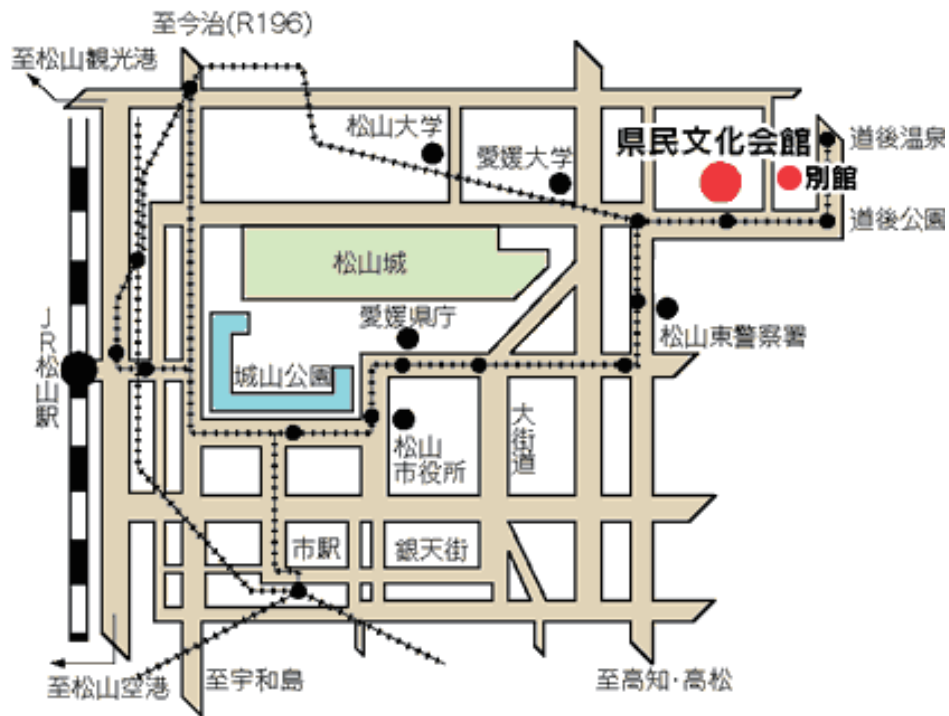 至今治(R196)
至松山観光港
松山大学
愛媛大学
県民文化会館
別館
道後温泉
道後公園
松山城
愛媛県庁
松山東警察署
JR松山駅
城山公園
大街道
松山
市役所
市駅
銀天街
至松山空港
至宇和島
至高知・高松